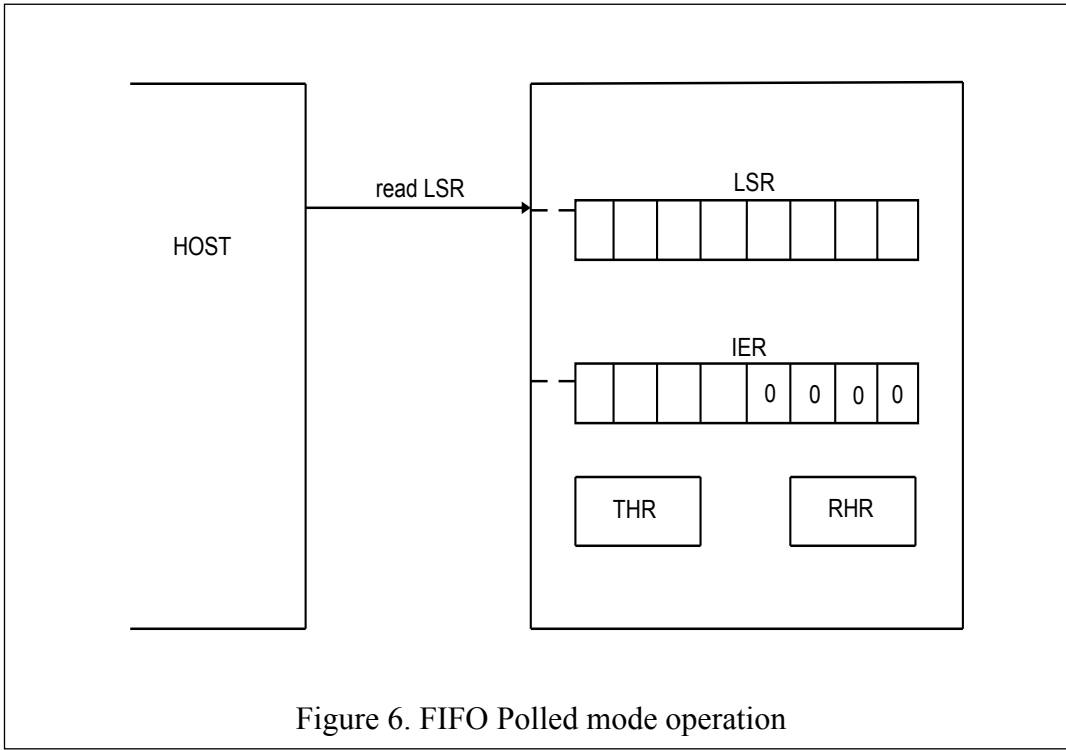 read LSR
LSR
HOST
IER
0 0 0 0
THR RHR
Figure 6. FIFO Polled mode operation